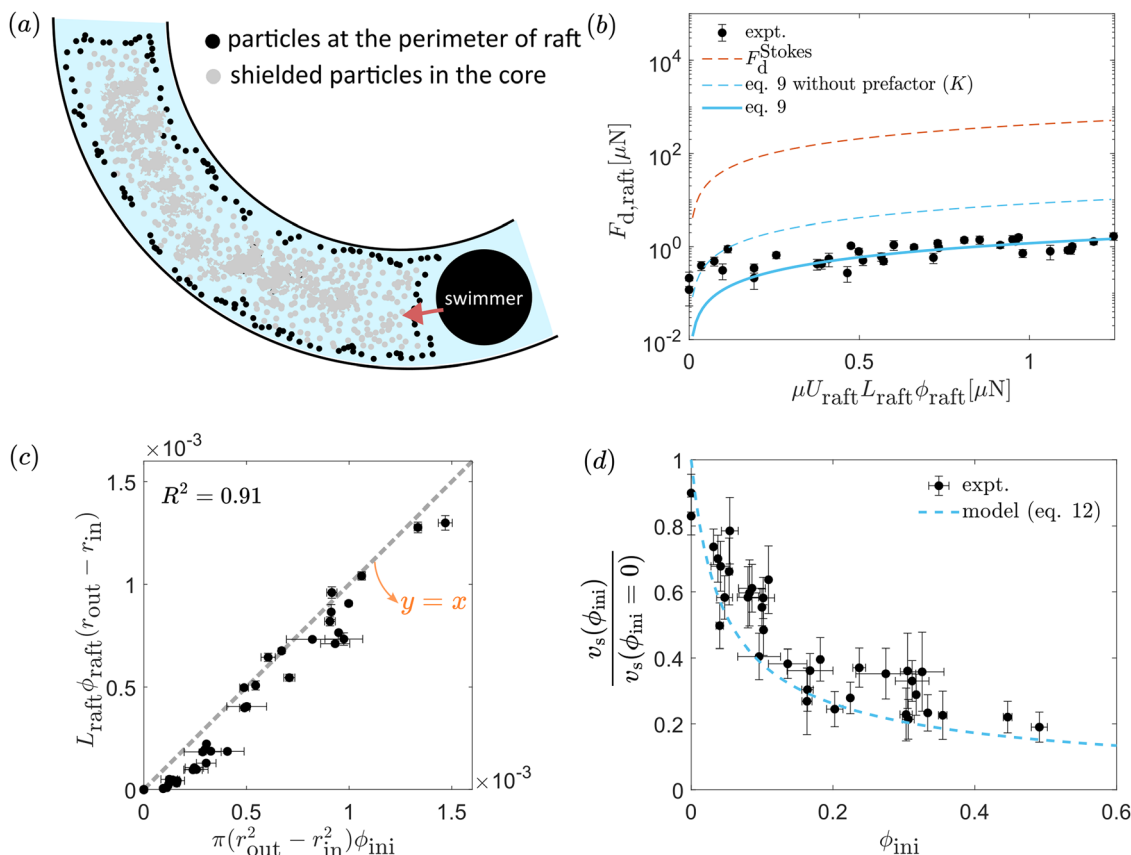 (a)
particles at the perimeter of raft
shielded particles in the core
swimmer
(b)
expt.
F_d^Stokes
eq. 9 without prefactor (K)
eq. 9
F_d,raft [μN]
10^4
10^2
10^0
10^-2
0
0.5
1
μU_raft L_raft ϕ_raft [μN]
(c)
×10^-3
R^2 = 0.91
y = x
L_raft ϕ_raft (r_out − r_in)
1.5
1
0.5
0
×10^-3
0
0.5
1
1.5
π(r_out^2 − r_in^2)ϕ_ini
(d)
expt.
model (eq. 12)
v_s(ϕ_ini)
v_s(ϕ_ini = 0)
1
0.8
0.6
0.4
0.2
0
0
0.2
0.4
0.6
ϕ_ini